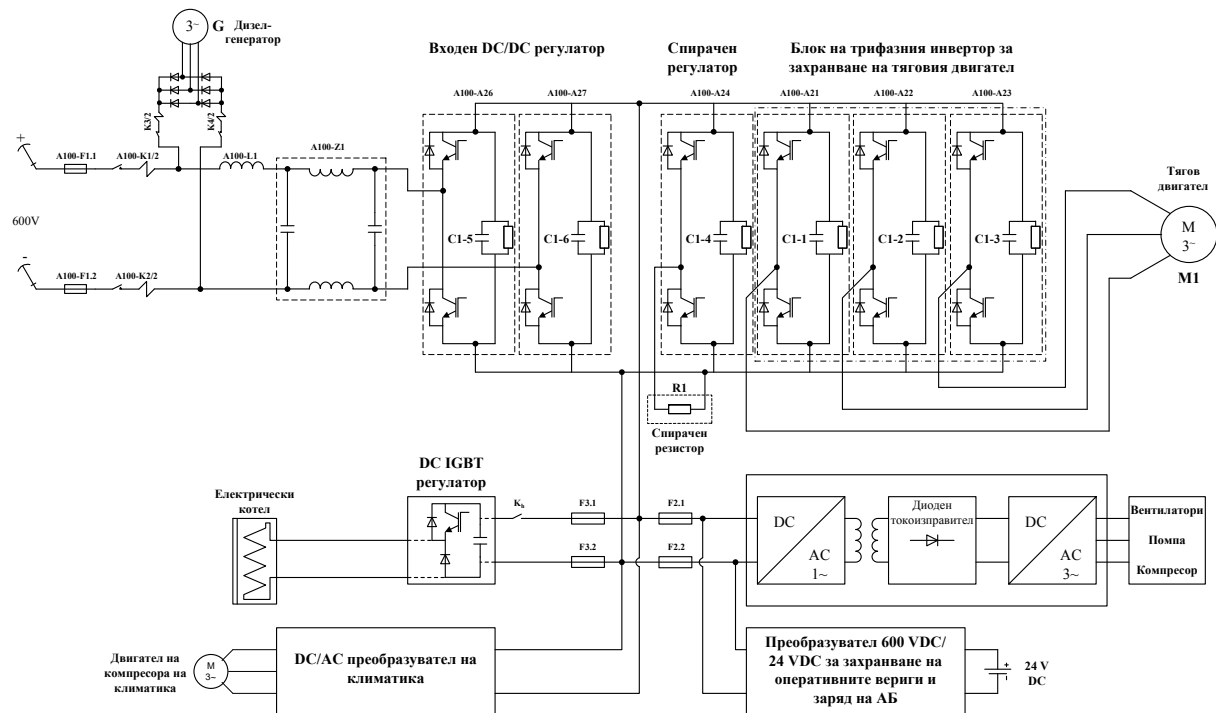 3~
G
Дизел-
генератор
K3/2
K4/2
Входен DC/DC регулатор
Спирачен
регулатор
Блок на трифазния инвертор за
захранване на тяговия двигател
A100-A26
A100-A27
A100-A24
A100-A21
A100-A22
A100-A23
+
A100-F1.1
A100-K1/2
A100-L1
A100-Z1
600V
-
A100-F1.2
A100-K2/2
C1-5
C1-6
C1-4
C1-1
C1-2
C1-3
Тягов
двигател
M
3~
M1
R1
Спирачен
резистор
DC IGBT
регулатор
Електрически
котел
Kh
F3.1
F2.1
F3.2
F2.2
DC
AC
1~
Диоден
токоизправител
DC
AC
3~
Вентилатори
Помпа
Компресор
Двигател на
компресора на
климатика
M
3~
DC/AC преобразувател на
климатика
Преобразувател 600 VDC/
24 VDC за захранване на
оперативните вериги и
заряд на АБ
+
24 V
DC